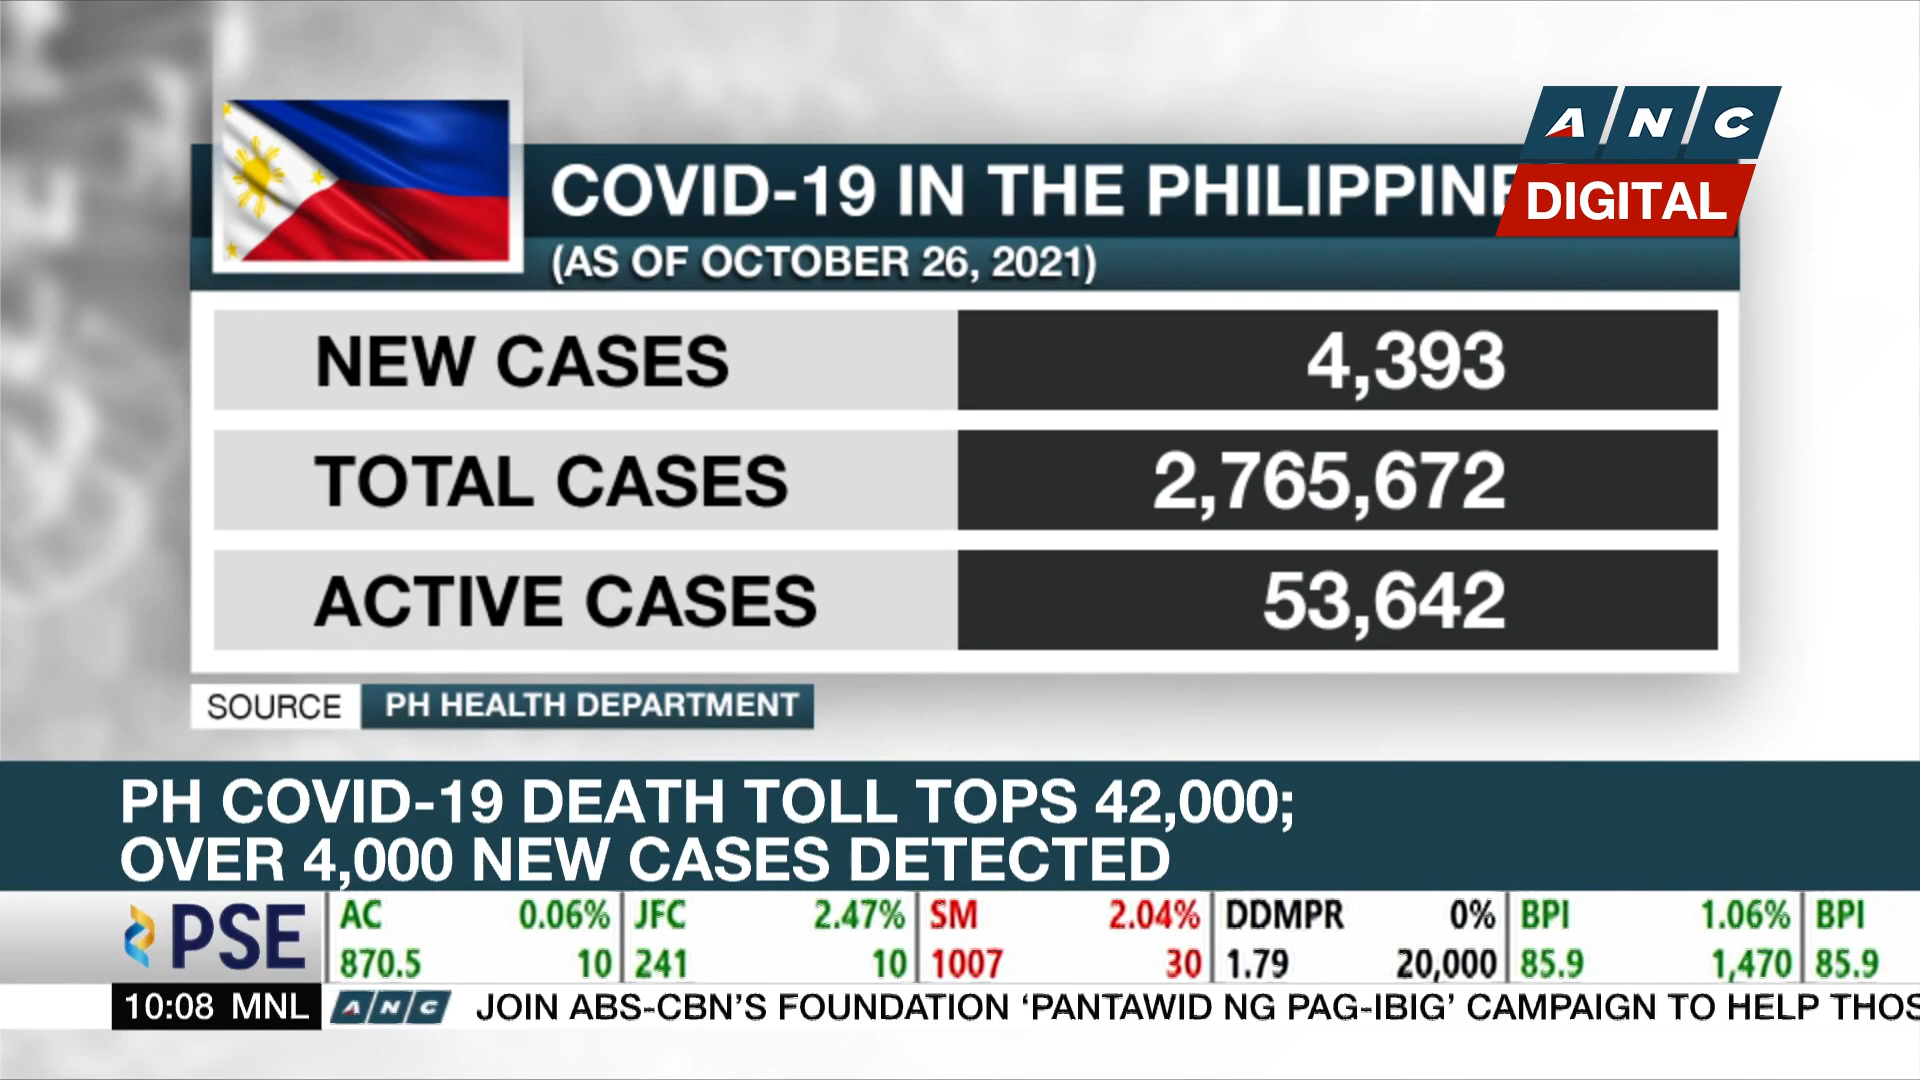 ANC
DIGITAL
COVID-19 IN THE PHILIPPINE
(AS OF OCTOBER 26, 2021)
NEW CASES 4,393
TOTAL CASES 2,765,672
ACTIVE CASES 53,642
SOURCE PH HEALTH DEPARTMENT
PH COVID-19 DEATH TOLL TOPS 42,000;
OVER 4,000 NEW CASES DETECTED
PSE
AC 0.06% JFC 2.47% SM 2.04% DDMPR 0% BPI 1.06% BPI
870.5 10 241 10 1007 30 1.79 20,000 85.9 1,470 85.9
10:08 MNL ANC JOIN ABS-CBN'S FOUNDATION 'PANTAWID NG PAG-IBIG' CAMPAIGN TO HELP THOS